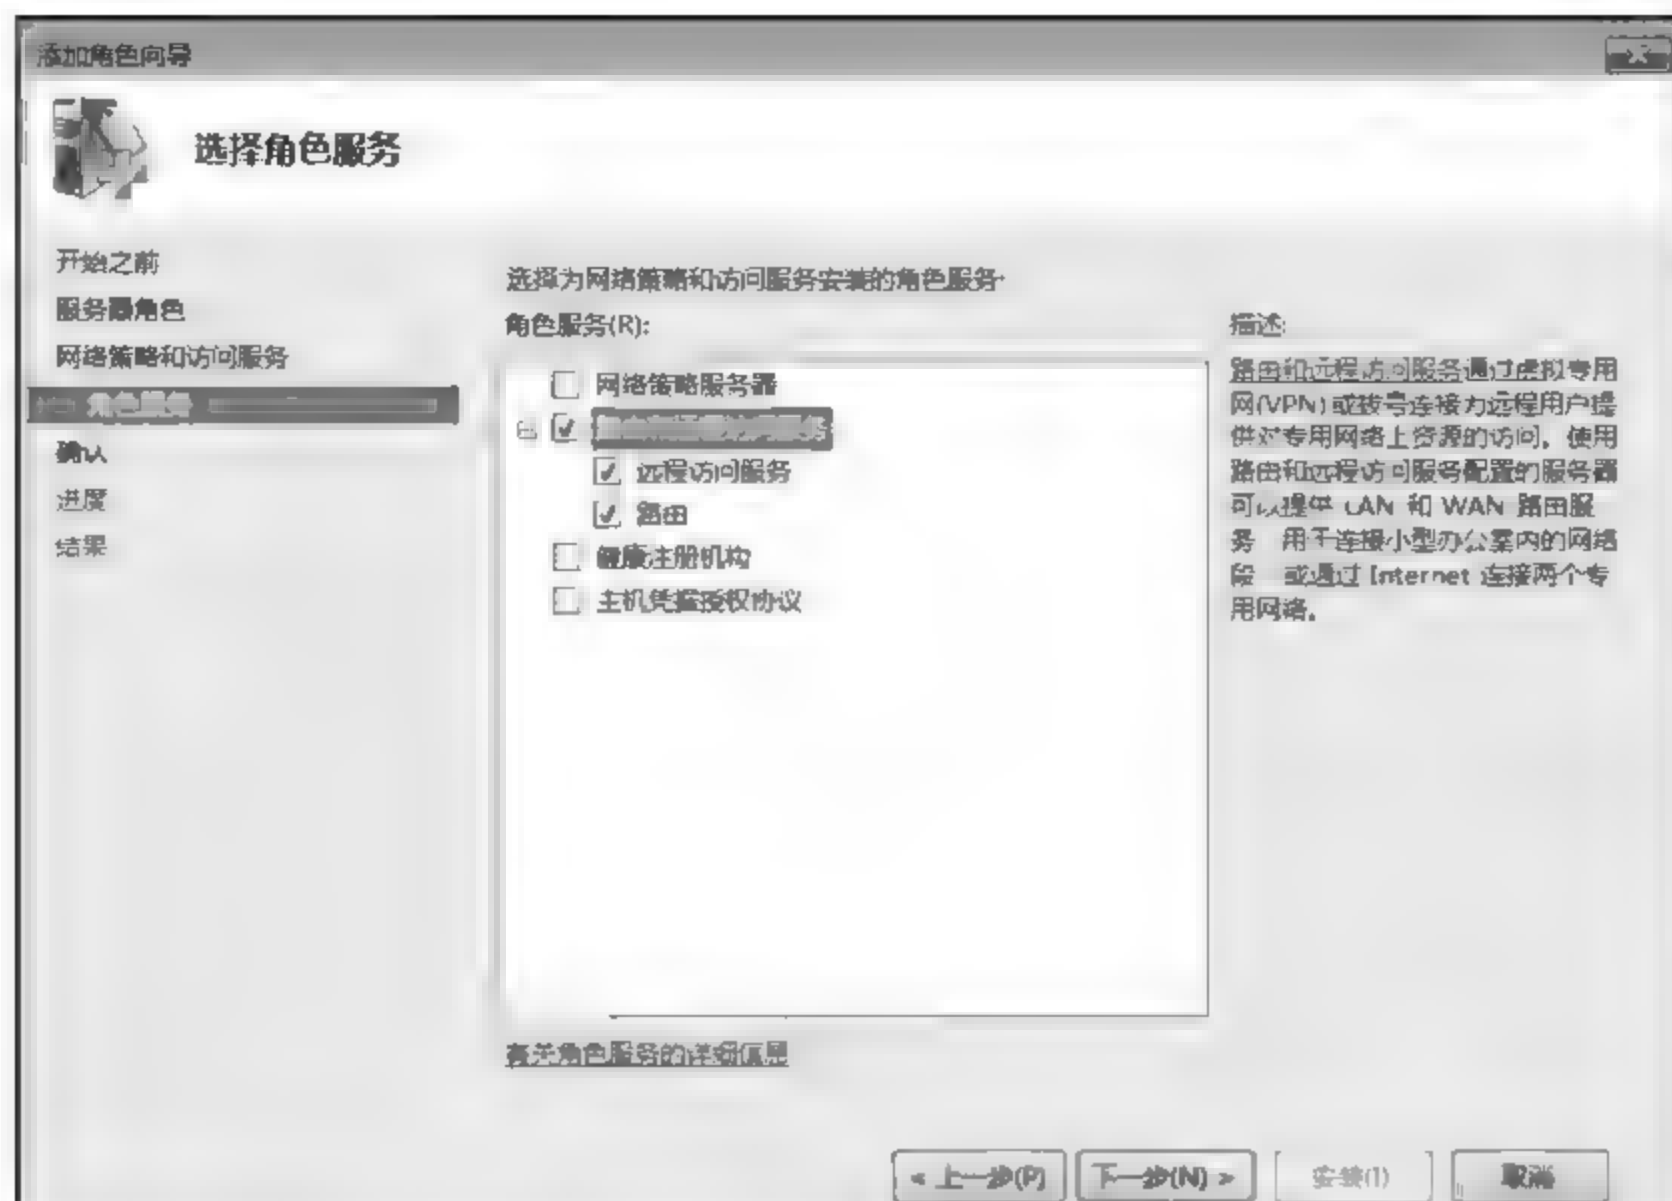 添加角色向导
选择角色服务
开始之前
服务器角色
网络策略和访问服务
角色服务
确认
进度
结果
选择为网络策略和访问服务安装的角色服务:
角色服务(R):
网络策略服务器
服务
远程访问服务
路由
健康注册机构
主机凭据授权协议
有关角色服务的详细信息
描述:
路由和远程访问服务通过虚拟专用
网(VPN)或拨号连接为远程用户提
供对专用网络上资源的访问。使用
路由和远程访问服务配置的服务器
可以提供 LAN 和 WAN 路由服
务 用于连接小型办公室内的网络
段 或通过 Internet 连接两个专
用网络。
< 上一步(P)
下一步(N) >
安装(I)
取消